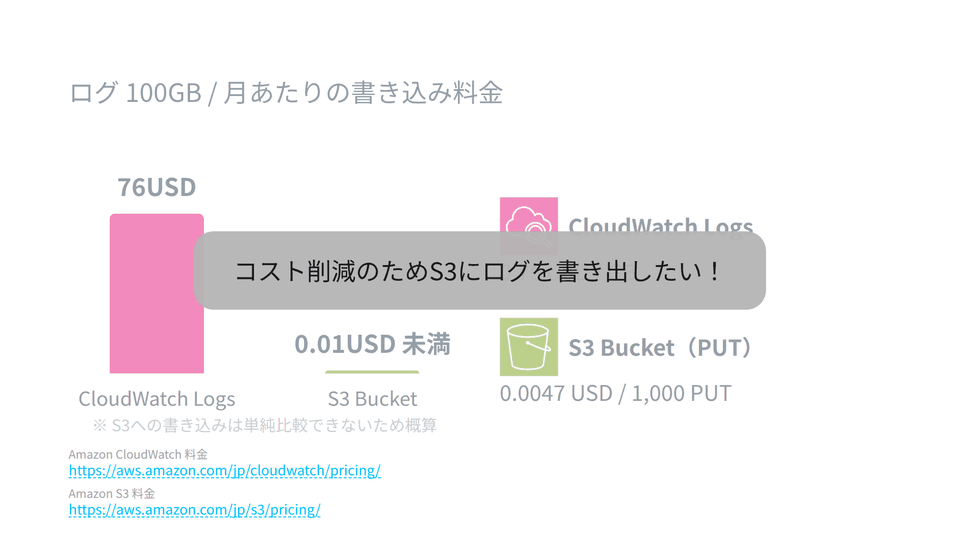 ログ 100GB / 月あたりの書き込み料金
76USD
CloudWatch Logs
コスト削減のためS3にログを書き出したい！
0.01USD 未満
S3 Bucket（PUT）
0.0047 USD / 1,000 PUT
CloudWatch Logs
S3 Bucket
※ S3への書き込みは単純比較できないため概算
Amazon CloudWatch 料金
https://aws.amazon.com/jp/cloudwatch/pricing/
Amazon S3 料金
https://aws.amazon.com/jp/s3/pricing/